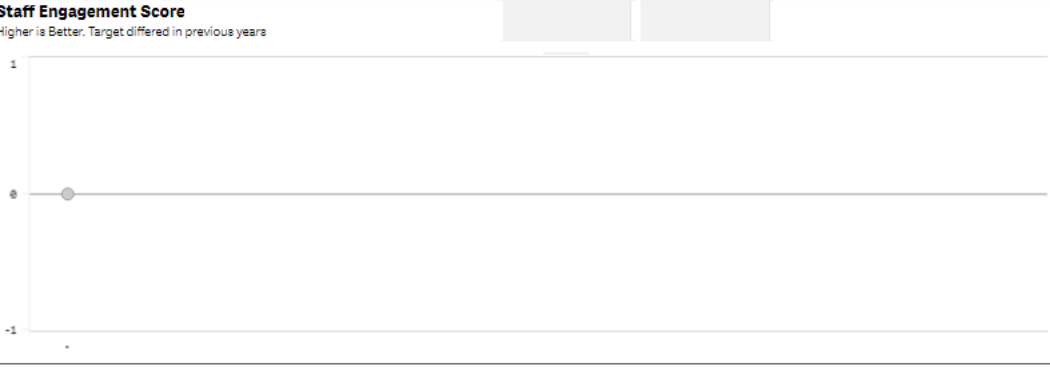 Staff Engagement Score
Higher is Better. Target differed in previous years
1
0
-1
-